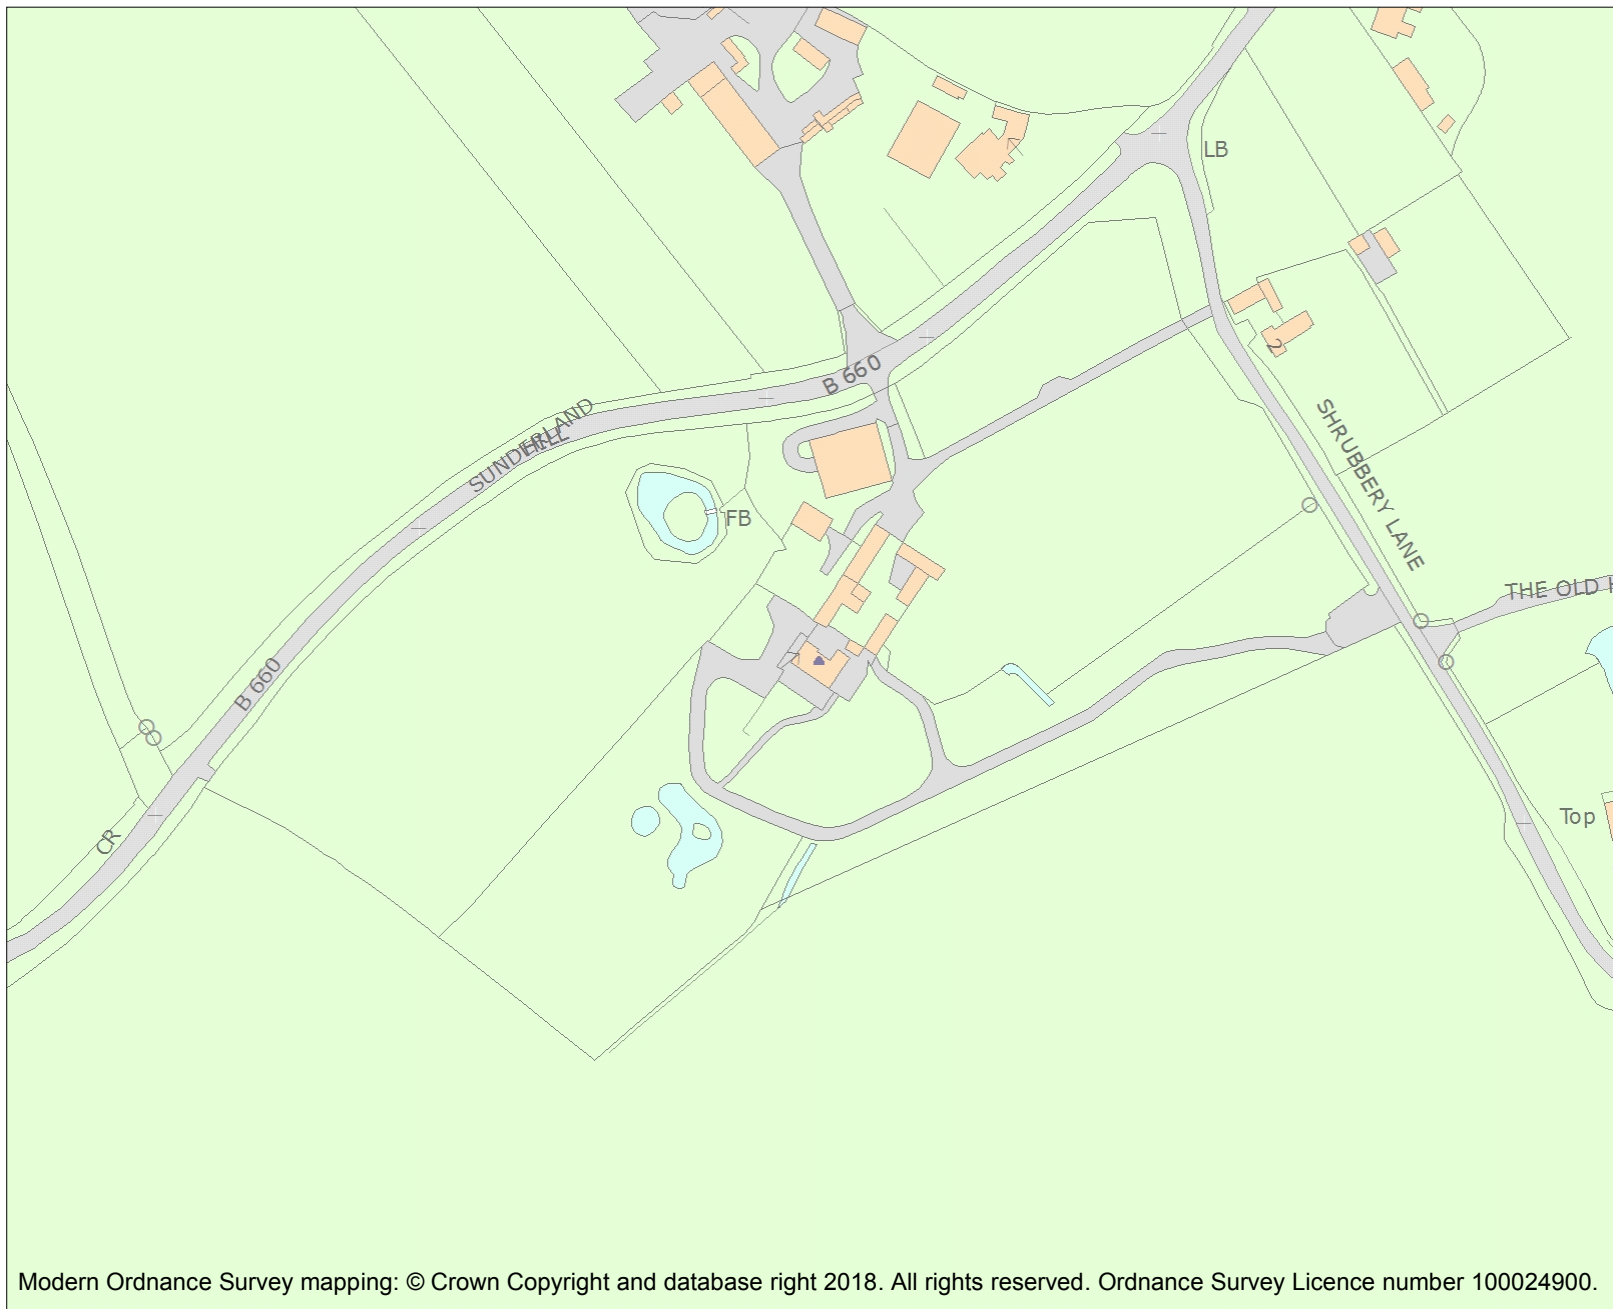 LB
B 660
2
SUNDERLAND
HILL
SHRUBBERY LANE
FB
THE OLD H
B 660
Top
CR
Modern Ordnance Survey mapping: © Crown Copyright and database right 2018. All rights reserved. Ordnance Survey Licence number 100024900.